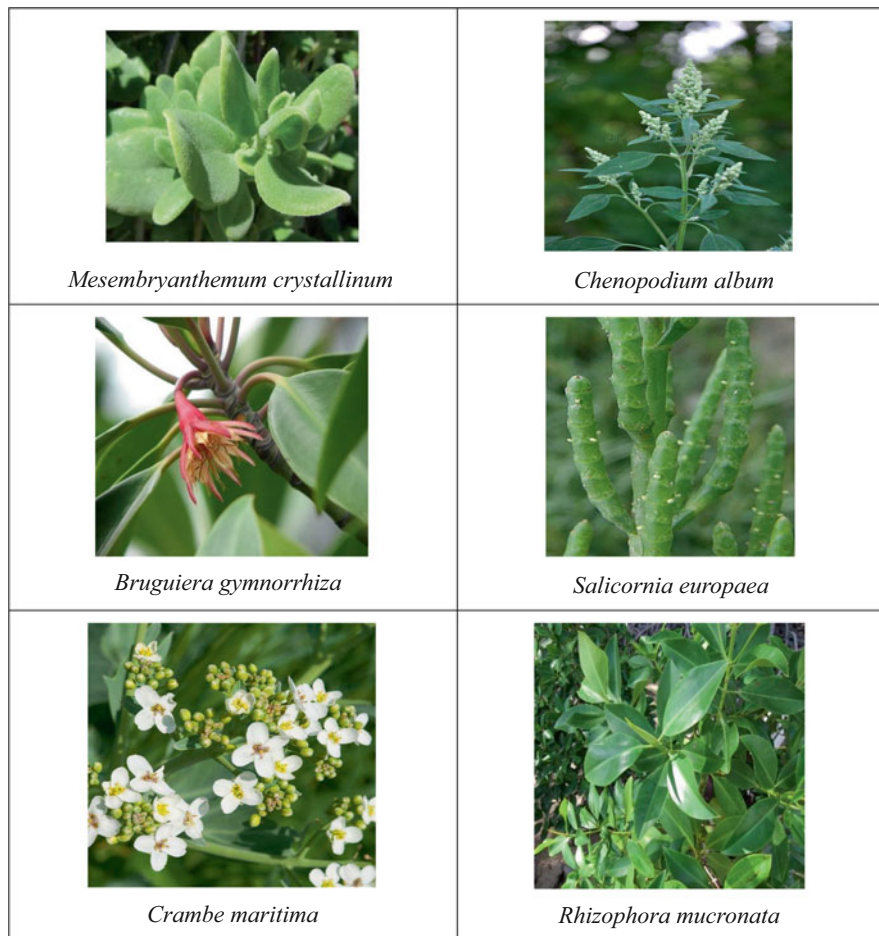 Mesembryanthemum crystallinum
Chenopodium album
Bruguiera gymnorrhiza
Salicornia europaea
Crambe maritima
Rhizophora mucronata